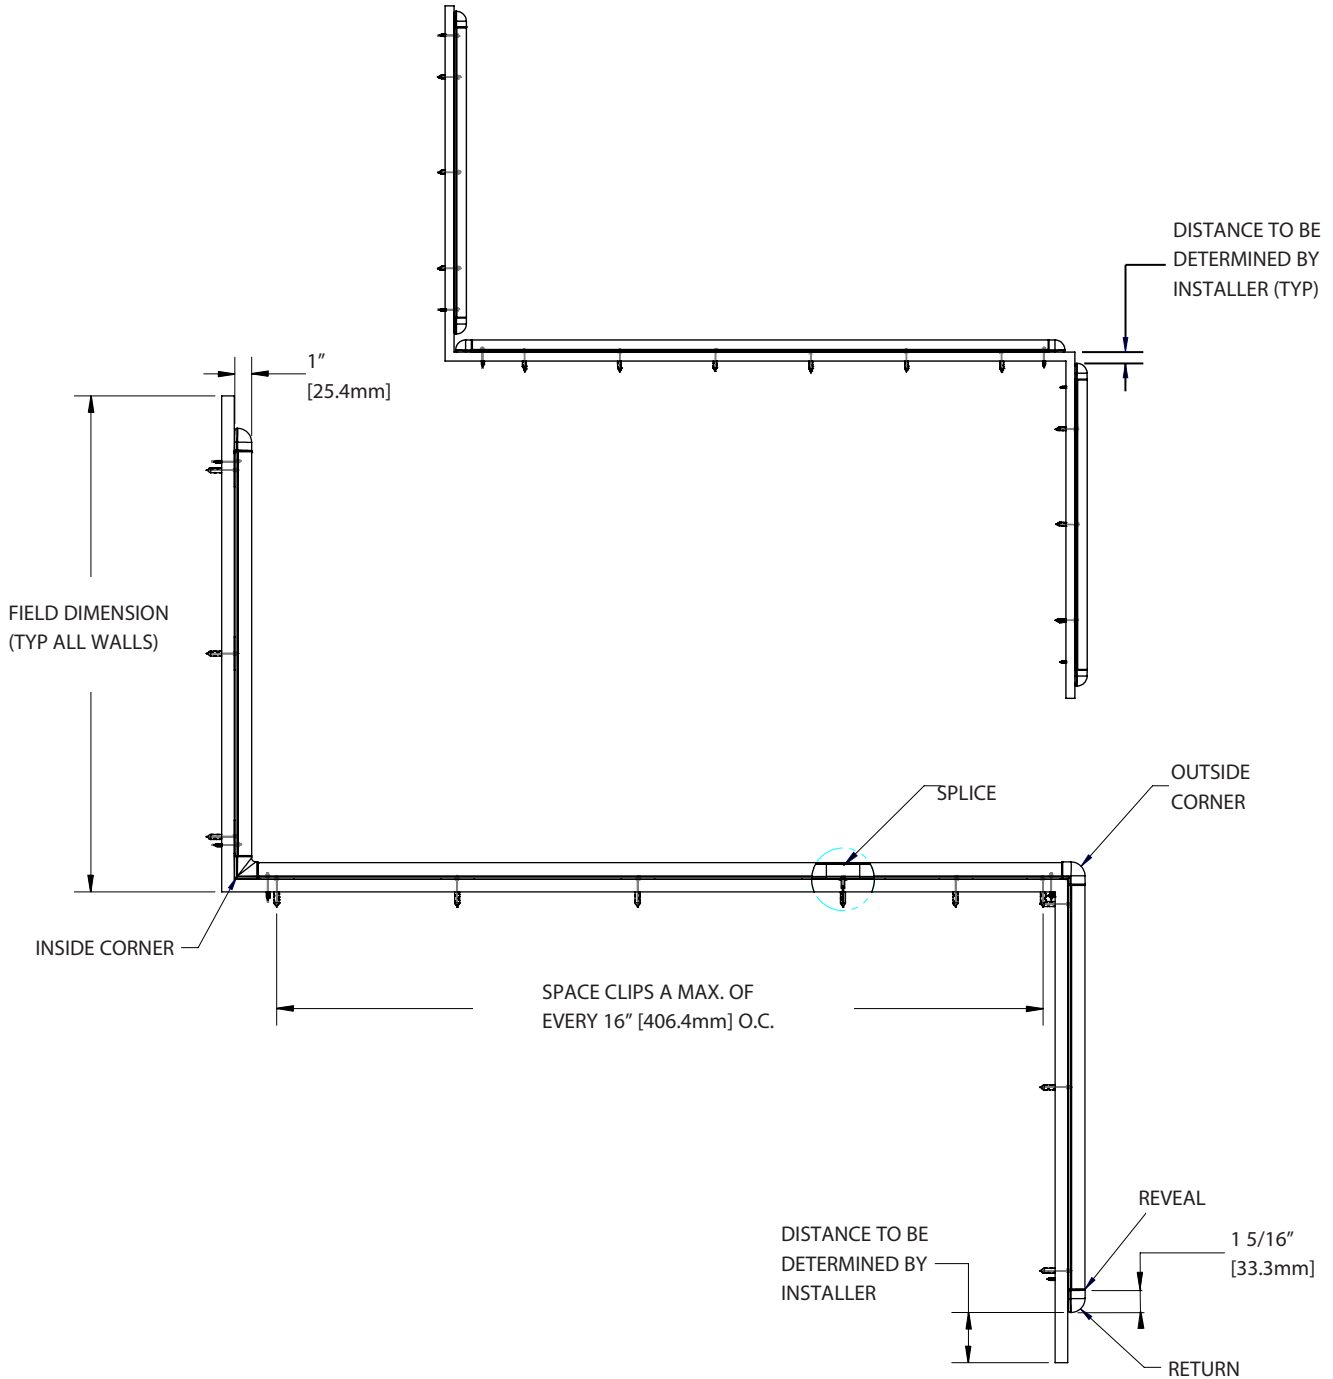 DISTANCE TO BE
DETERMINED BY
INSTALLER (TYP)
1”
[25.4mm]
FIELD DIMENSION
(TYP ALL WALLS)
SPLICE
OUTSIDE
CORNER
INSIDE CORNER
SPACE CLIPS A MAX. OF
EVERY 16” [406.4mm] O.C.
REVEAL
DISTANCE TO BE
DETERMINED BY
INSTALLER
1 5/16”
[33.3mm]
RETURN